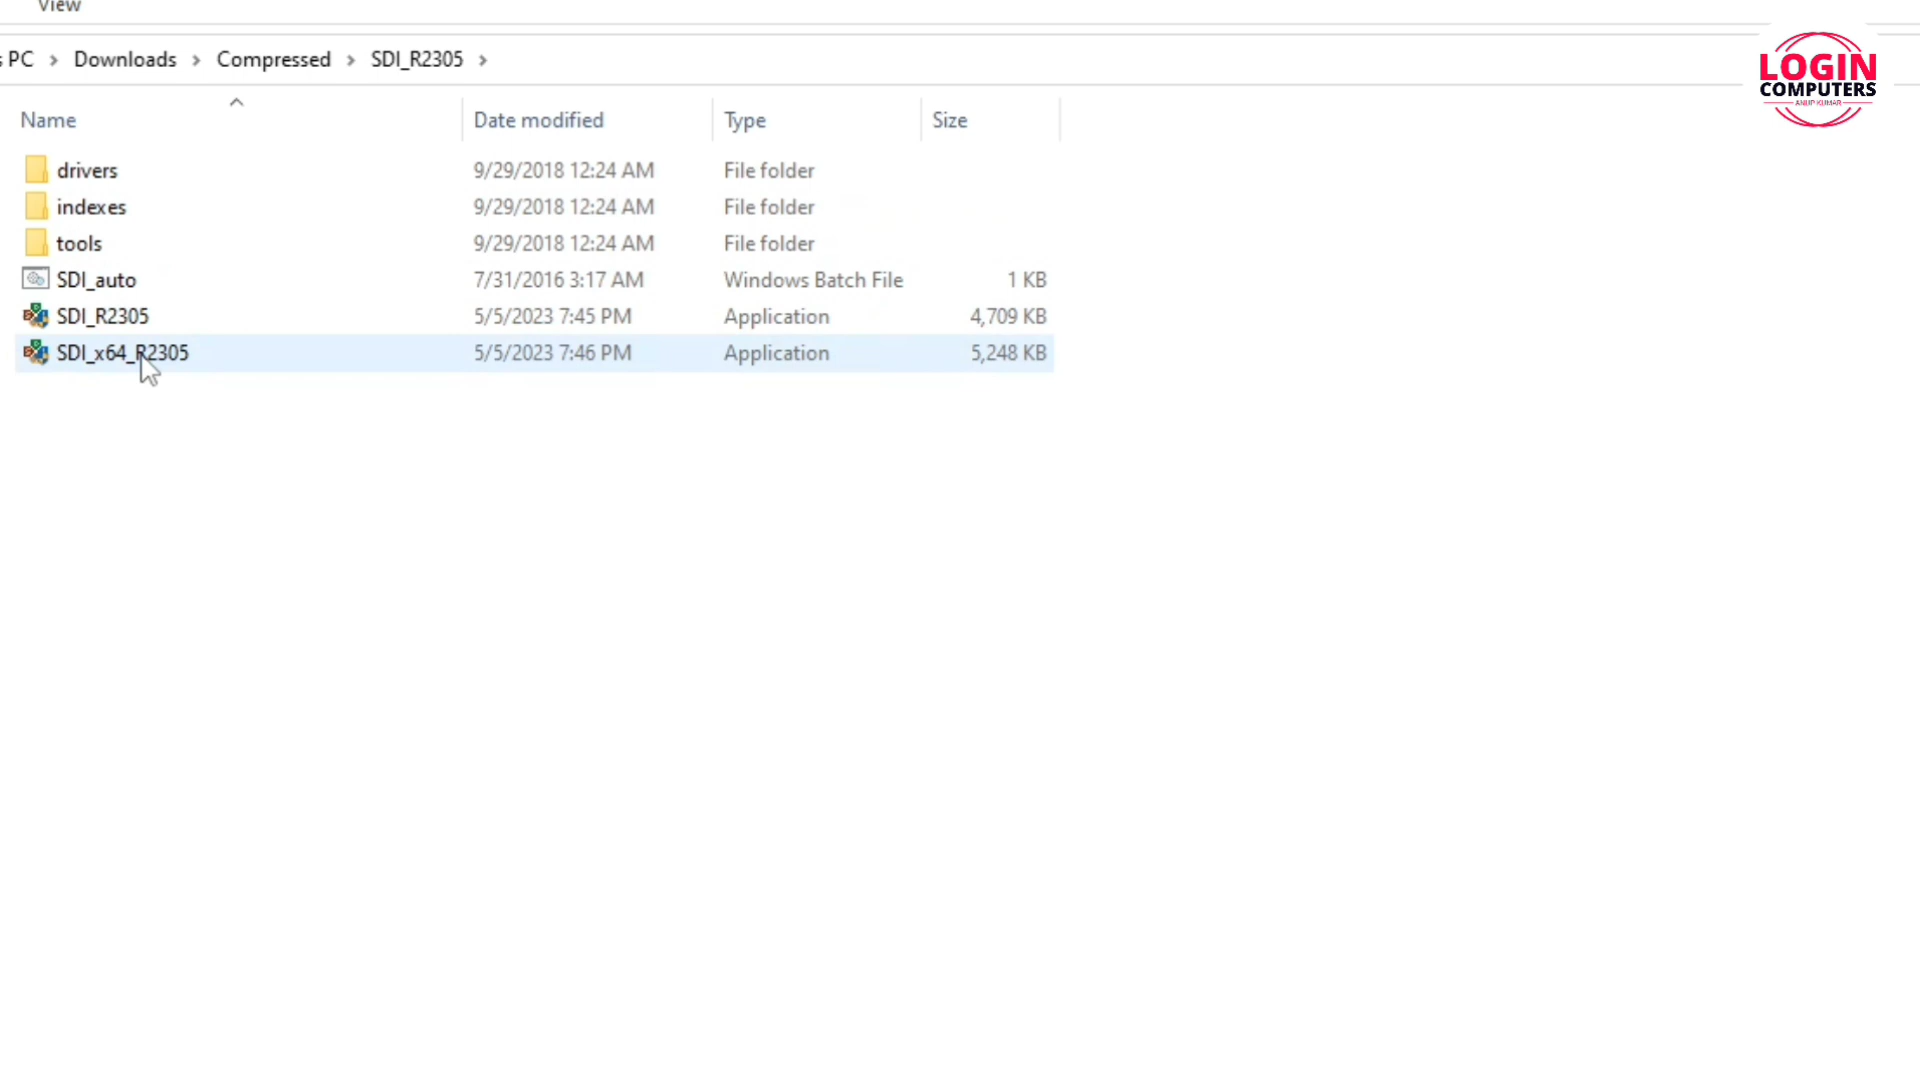 View
s PC > Downloads > Compressed > SDI_R2305 >
Name Date modified Type Size
drivers 9/29/2018 12:24 AM File folder
indexes 9/29/2018 12:24 AM File folder
tools 9/29/2018 12:24 AM File folder
SDI_auto 7/31/2016 3:17 AM Windows Batch File 1 KB
SDI_R2305 5/5/2023 7:45 PM Application 4,709 KB
SDI_x64_R2305 5/5/2023 7:46 PM Application 5,248 KB
LOGIN
COMPUTERS
ANUP KUMAR